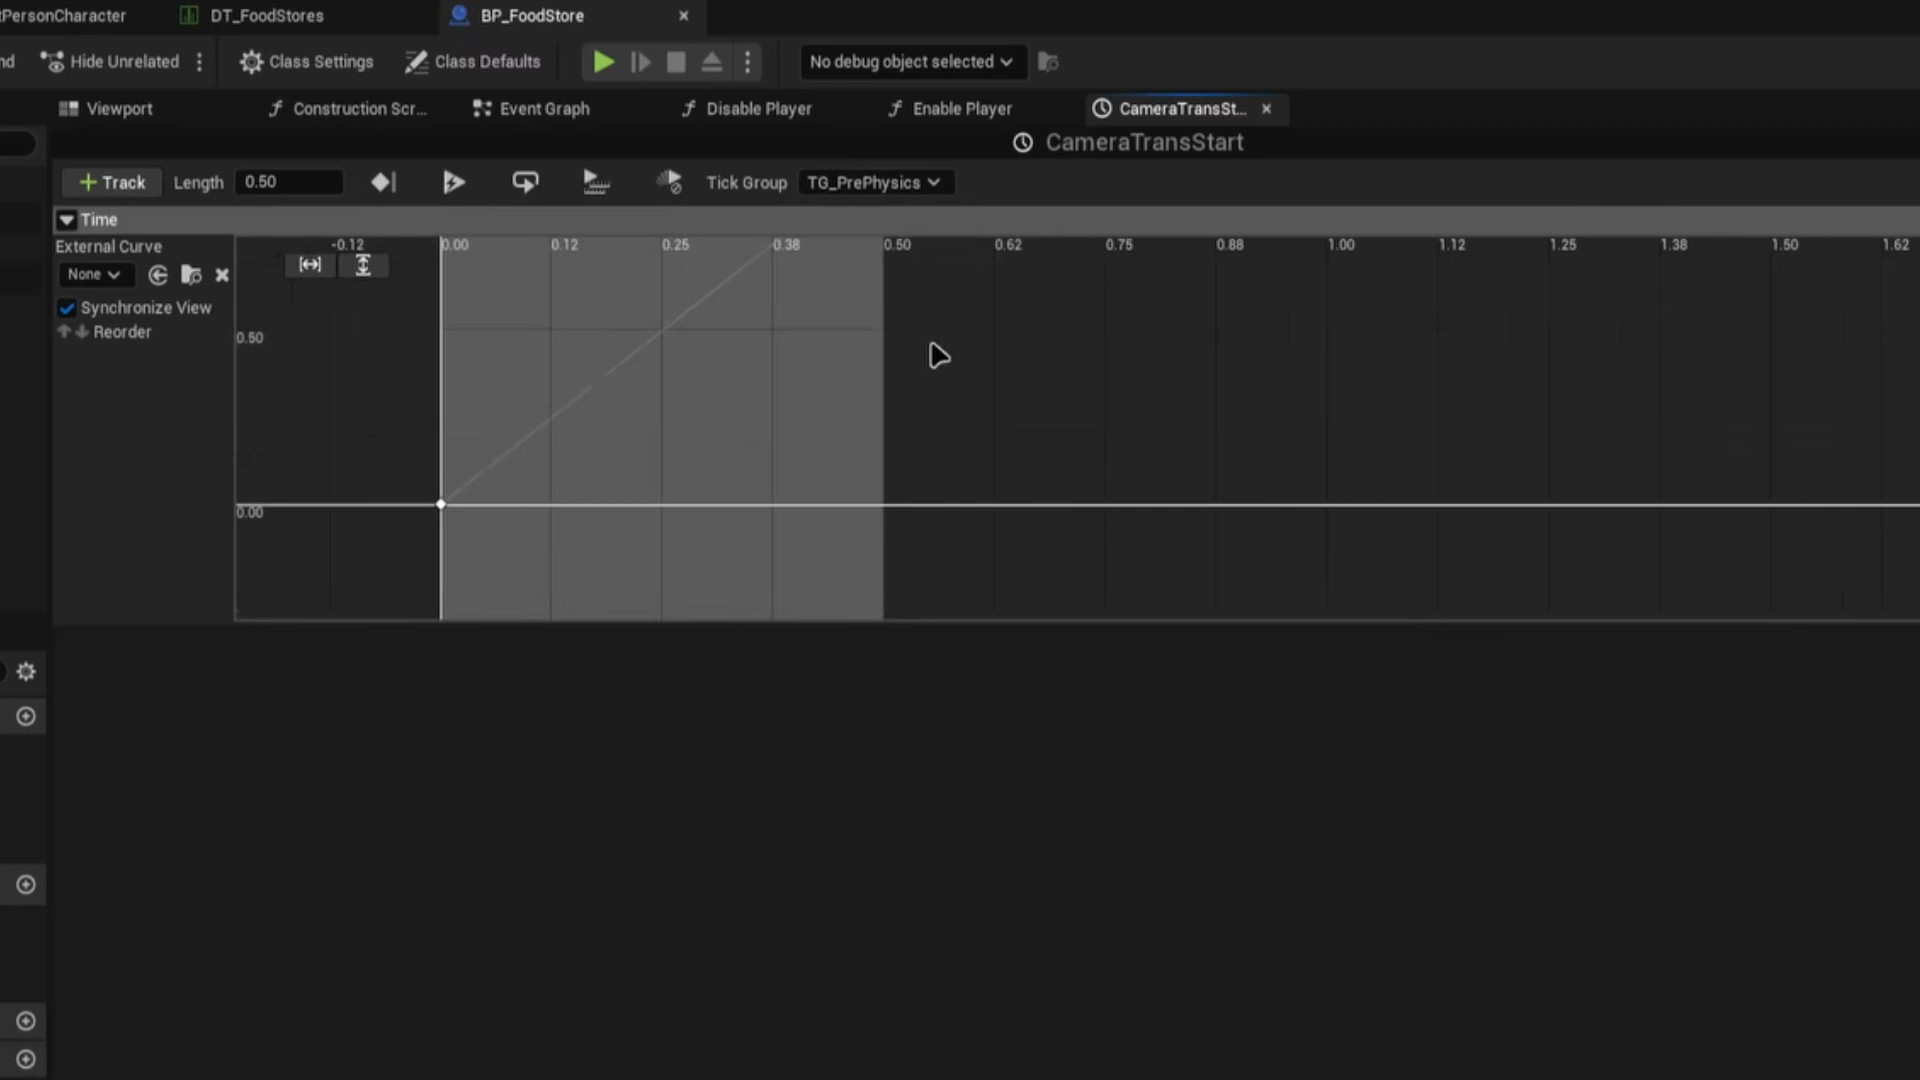 tPersonCharacter
DT_FoodStores
BP_FoodStore
nd
Hide Unrelated
Class Settings
Class Defaults
No debug object selected
Viewport
Construction Scr...
Event Graph
Disable Player
Enable Player
CameraTransSt...
CameraTransStart
+ Track
Length
0.50
Tick Group
TG_PrePhysics
Time
External Curve
None
Synchronize View
Reorder
-0.12
0.00
0.12
0.25
0.38
0.50
0.62
0.75
0.88
1.00
1.12
1.25
1.38
1.50
1.62
0.50
0.00